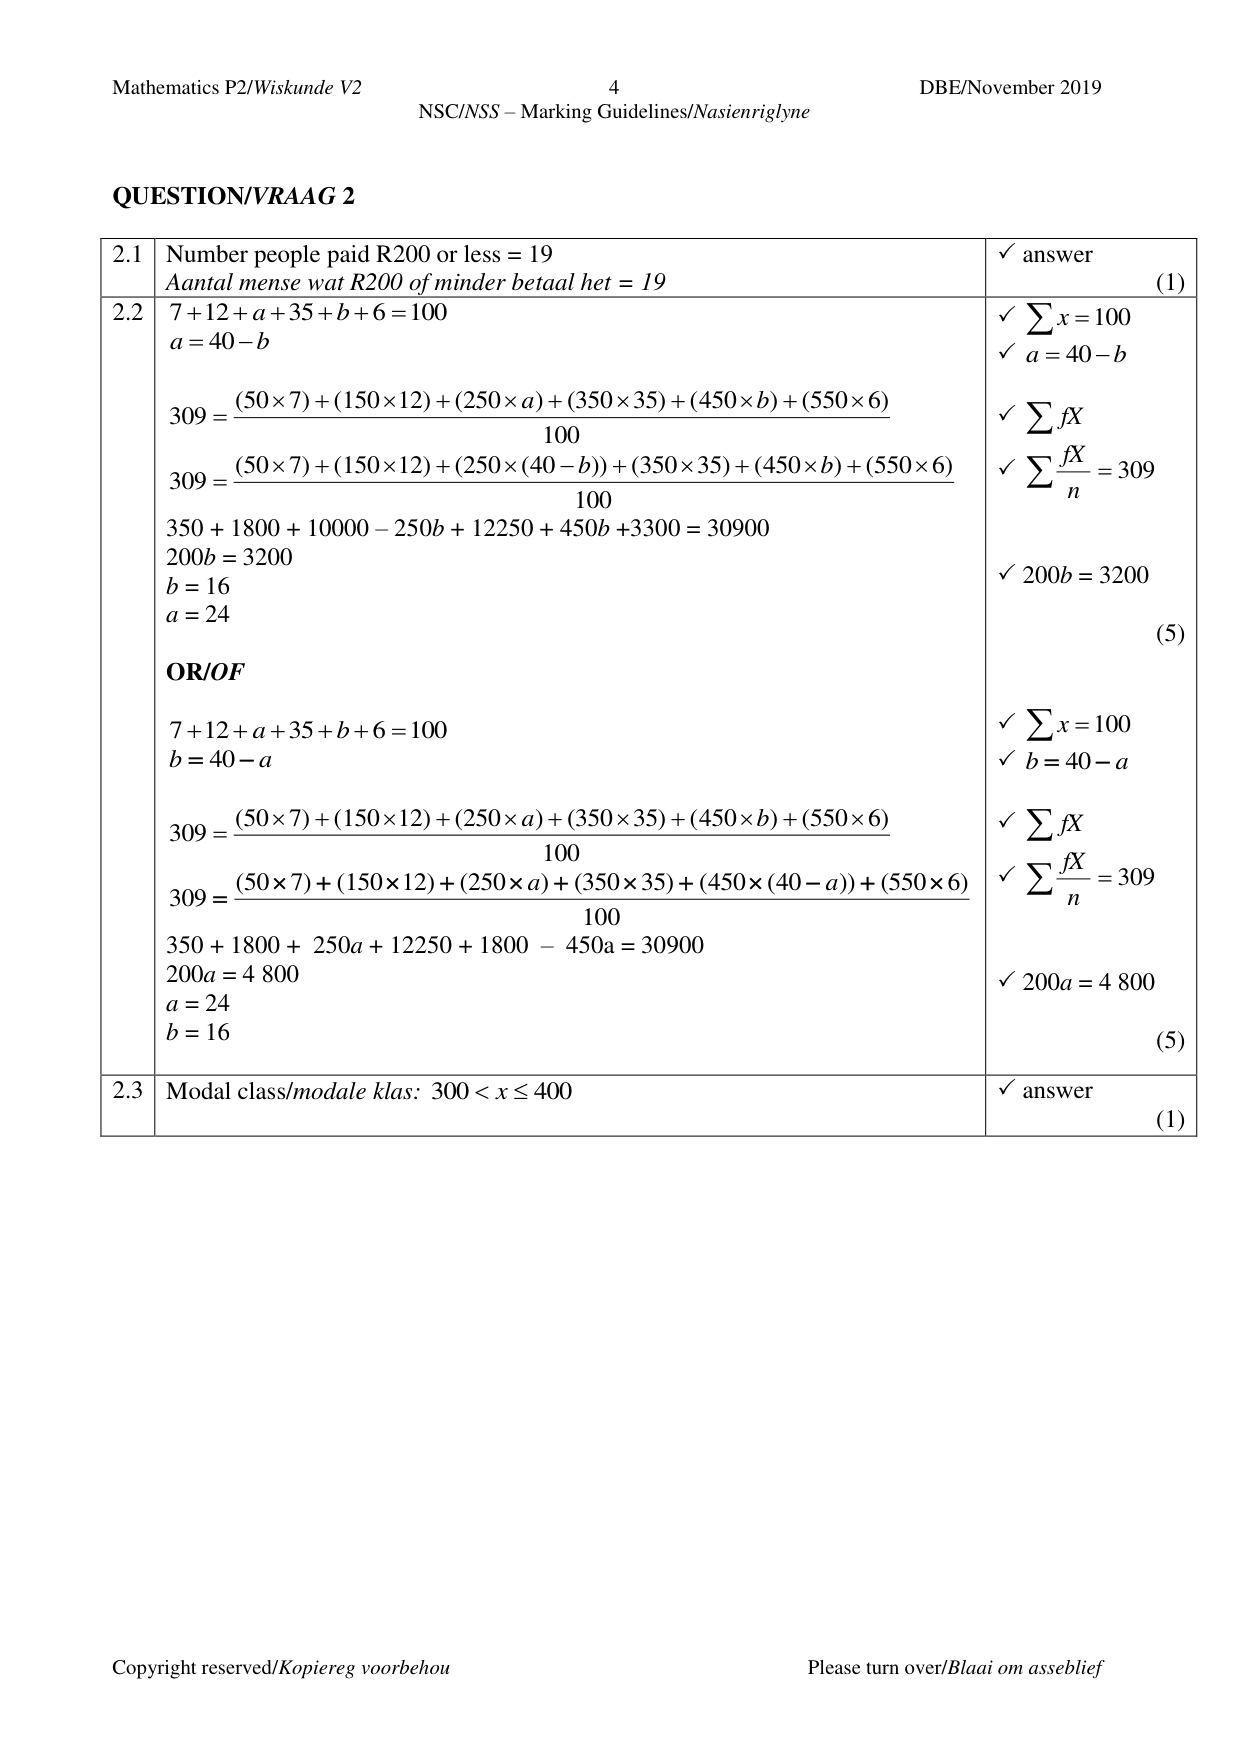 Mathematics P2/Wiskunde V2 4 DBE/November 2019
NSC/NSS – Marking Guidelines/Nasienriglyne
QUESTION/VRAAG 2
2.1 Number people paid R200 or less = 19 ✓ answer
Aantal mense wat R200 of minder betaal het = 19 (1)
2.2 7 + 12 + a + 35 + b + 6 = 100 ✓ ∑ x = 100
a = 40 – b ✓ a = 40 – b
309 = ((50 × 7) + (150 × 12) + (250 × a) + (350 × 35) + (450 × b) + (550 × 6)) / 100 ✓ ∑ fX
309 = ((50 × 7) + (150 × 12) + (250 × (40 – b)) + (350 × 35) + (450 × b) + (550 × 6)) / 100 ✓ ∑ fX/n = 309
350 + 1800 + 10000 – 250b + 12250 + 450b +3300 = 30900
200b = 3200 ✓ 200b = 3200
b = 16
a = 24
(5)
OR/OF
7 + 12 + a + 35 + b + 6 = 100 ✓ ∑ x = 100
b = 40 – a ✓ b = 40 – a
309 = ((50 × 7) + (150 × 12) + (250 × a) + (350 × 35) + (450 × b) + (550 × 6)) / 100 ✓ ∑ fX
309 = ((50 × 7) + (150 × 12) + (250 × a) + (350 × 35) + (450 × (40 – a)) + (550 × 6)) / 100 ✓ ∑ fX/n = 309
350 + 1800 + 250a + 12250 + 1800 – 450a = 30900
200a = 4 800 ✓ 200a = 4 800
a = 24
b = 16
(5)
2.3 Modal class/modale klas: 300 < x ≤ 400 ✓ answer
(1)
Copyright reserved/Kopiereg voorbehou Please turn over/Blaai om asseblief